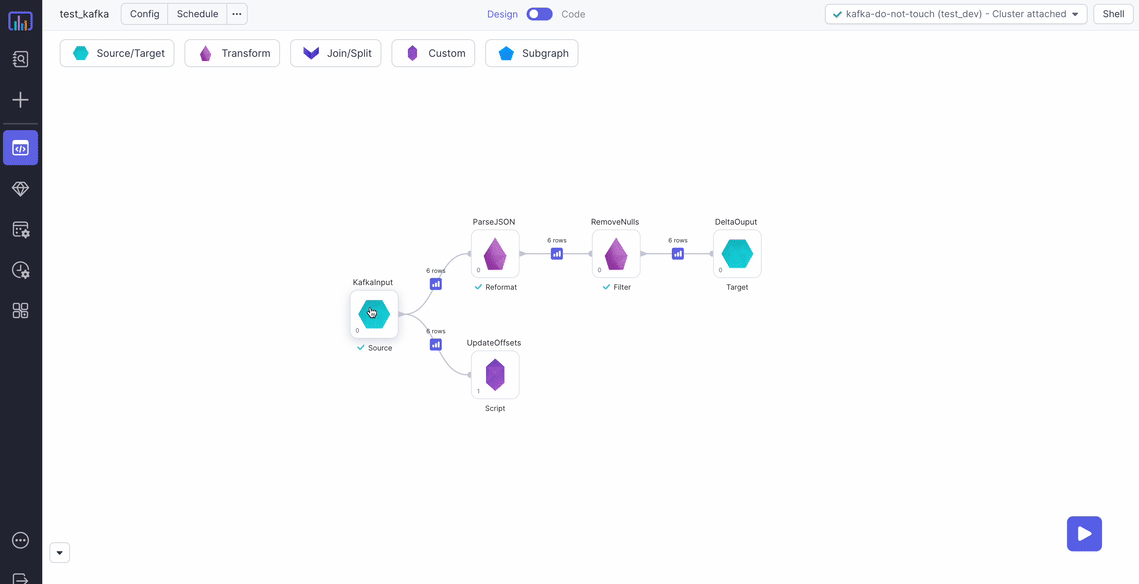 test_kafka
Config
Schedule
...
Design
Code
kafka-do-not-touch (test_dev) - Cluster attached
Shell
Source/Target
Transform
Join/Split
Custom
Subgraph
ParseJSON
RemoveNulls
DeltaOuput
6 rows
6 rows
0
0
0
Reformat
Filter
Target
KafkaInput
6 rows
0
Source
6 rows
UpdateOffsets
1
Script